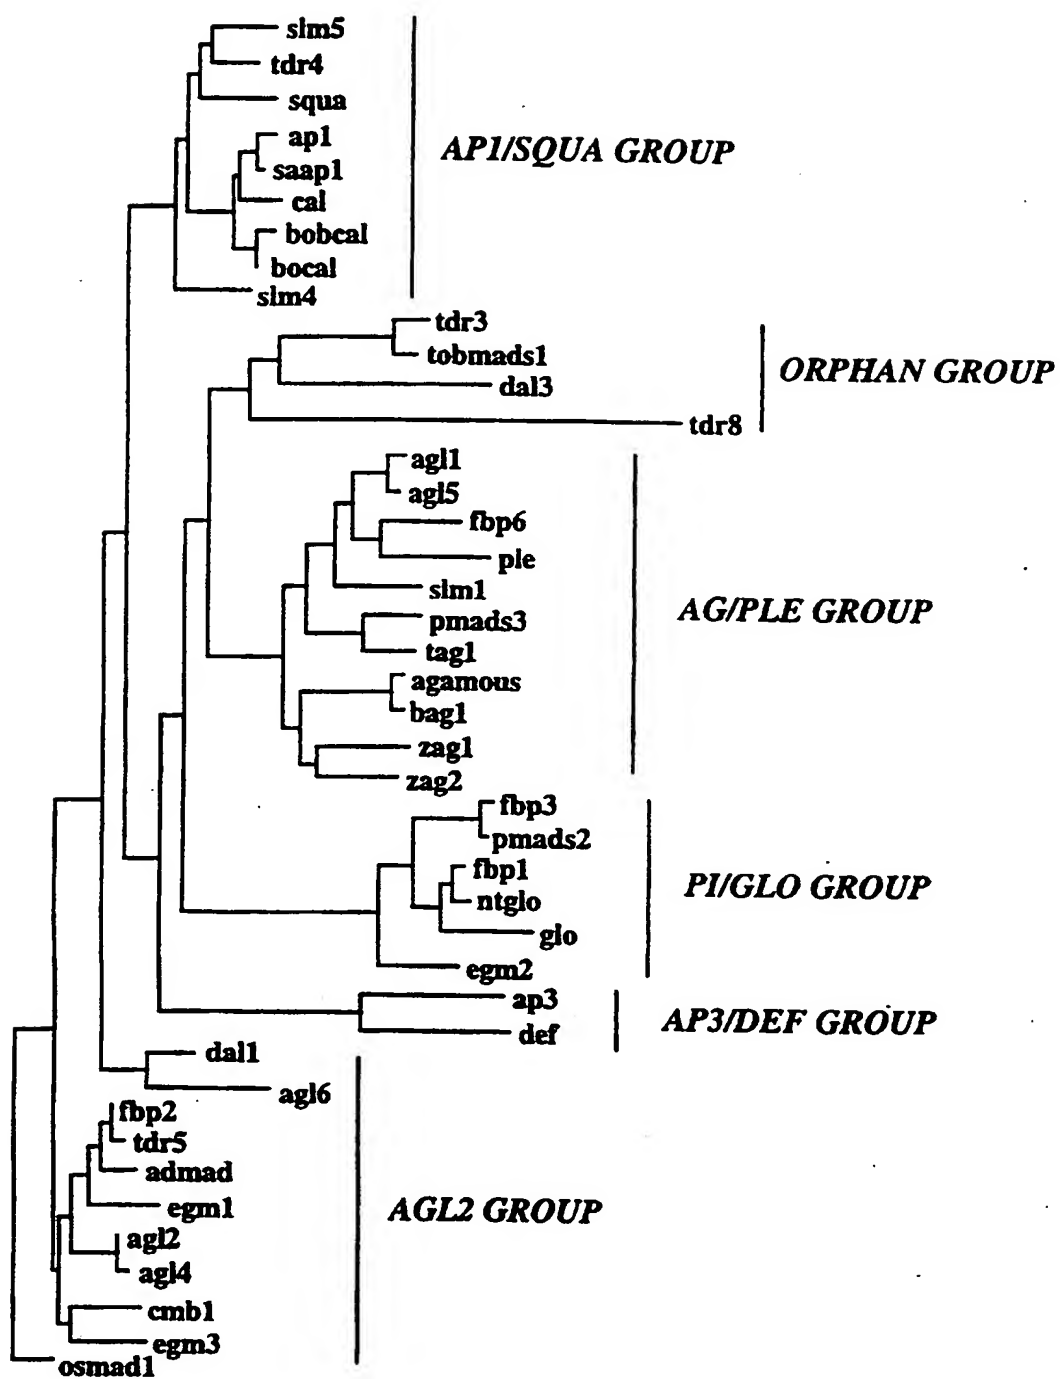 slm5
tdr4
squa
ap1
AP1/SQUA GROUP
saap1
cal
bobcal
bocal
slm4
tdr3
tobmads1
ORPHAN GROUP
dal3
tdr8
agl1
agl5
fbp6
ple
slm1
AG/PLE GROUP
pmads3
tag1
agamous
bag1
zag1
zag2
fbp3
pmads2
fbp1
PI/GLO GROUP
ntglo
glo
egm2
ap3
AP3/DEF GROUP
def
dal1
agl6
fbp2
tdr5
admad
egm1
AGL2 GROUP
agl2
agl4
cmb1
egm3
osmad1